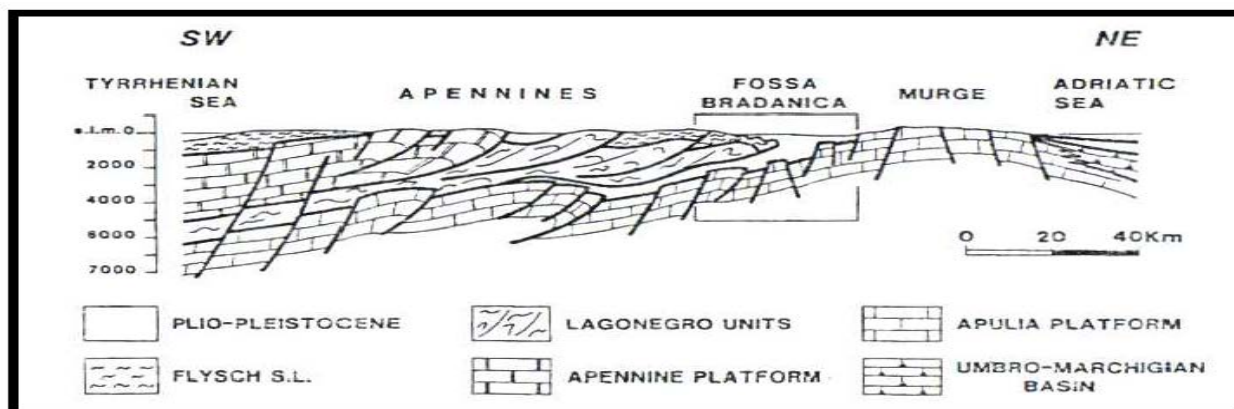 SW NE
TYRRHENIAN SEA
APENNINES
FOSSA BRADANICA
MURGE
ADRIATIC SEA
s.l.m. 0
2000
4000
6000
7000
0 20 40Km
PLIO-PLEISTOCENE
LAGONEGRO UNITS
APULIA PLATFORM
FLYSCH S.L.
APENNINE PLATFORM
UMBRO-MARCHIGIAN BASIN